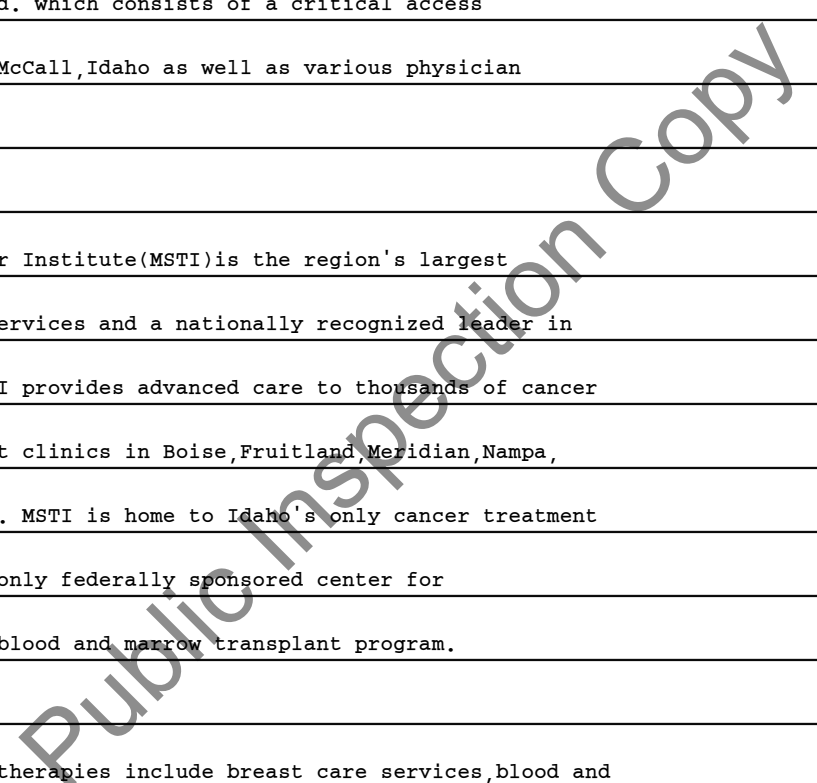 d. which consists of a critical access
McCall,Idaho as well as various physician
r Institute(MSTI)is the region's largest
ervices and a nationally recognized leader in
I provides advanced care to thousands of cancer
t clinics in Boise,Fruitland,Meridian,Nampa,
. MSTI is home to Idaho's only cancer treatment
only federally sponsored center for
blood and marrow transplant program.
therapies include breast care services,blood and
Public Inspection Copy